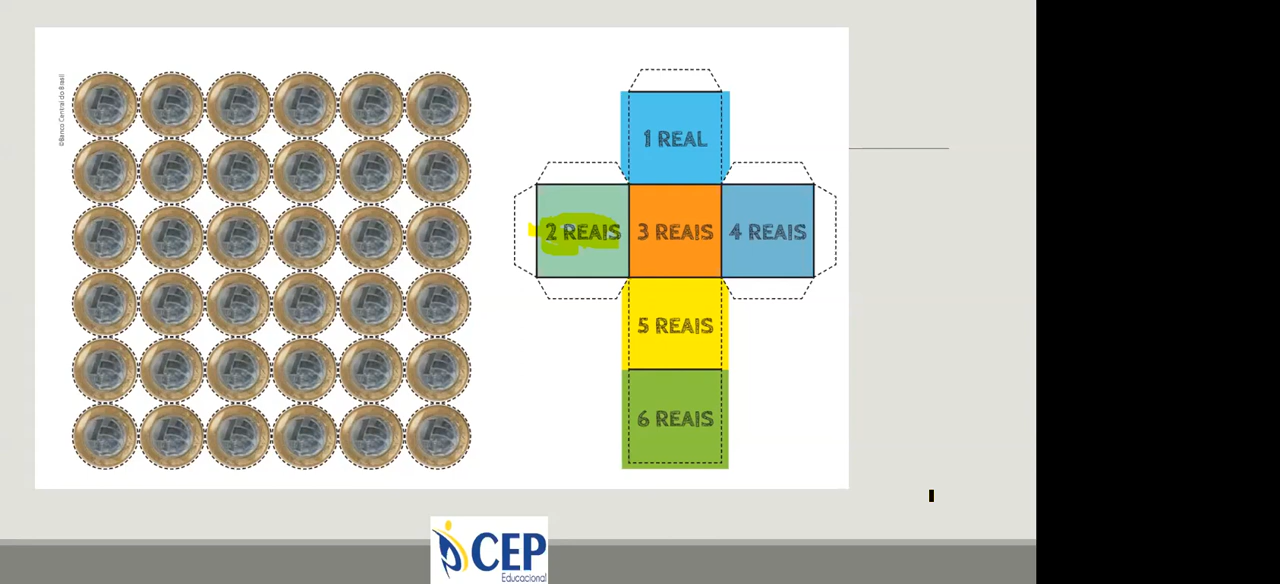 ©Banco Central do Brasil
1 REAL
2 REAIS
3 REAIS
4 REAIS
5 REAIS
6 REAIS
CEP
Educacional